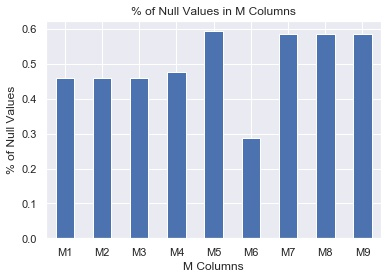 % of Null Values in M Columns
% of Null Values
0.6
0.5
0.4
0.3
0.2
0.1
0.0
M1 M2 M3 M4 M5 M6 M7 M8 M9
M Columns